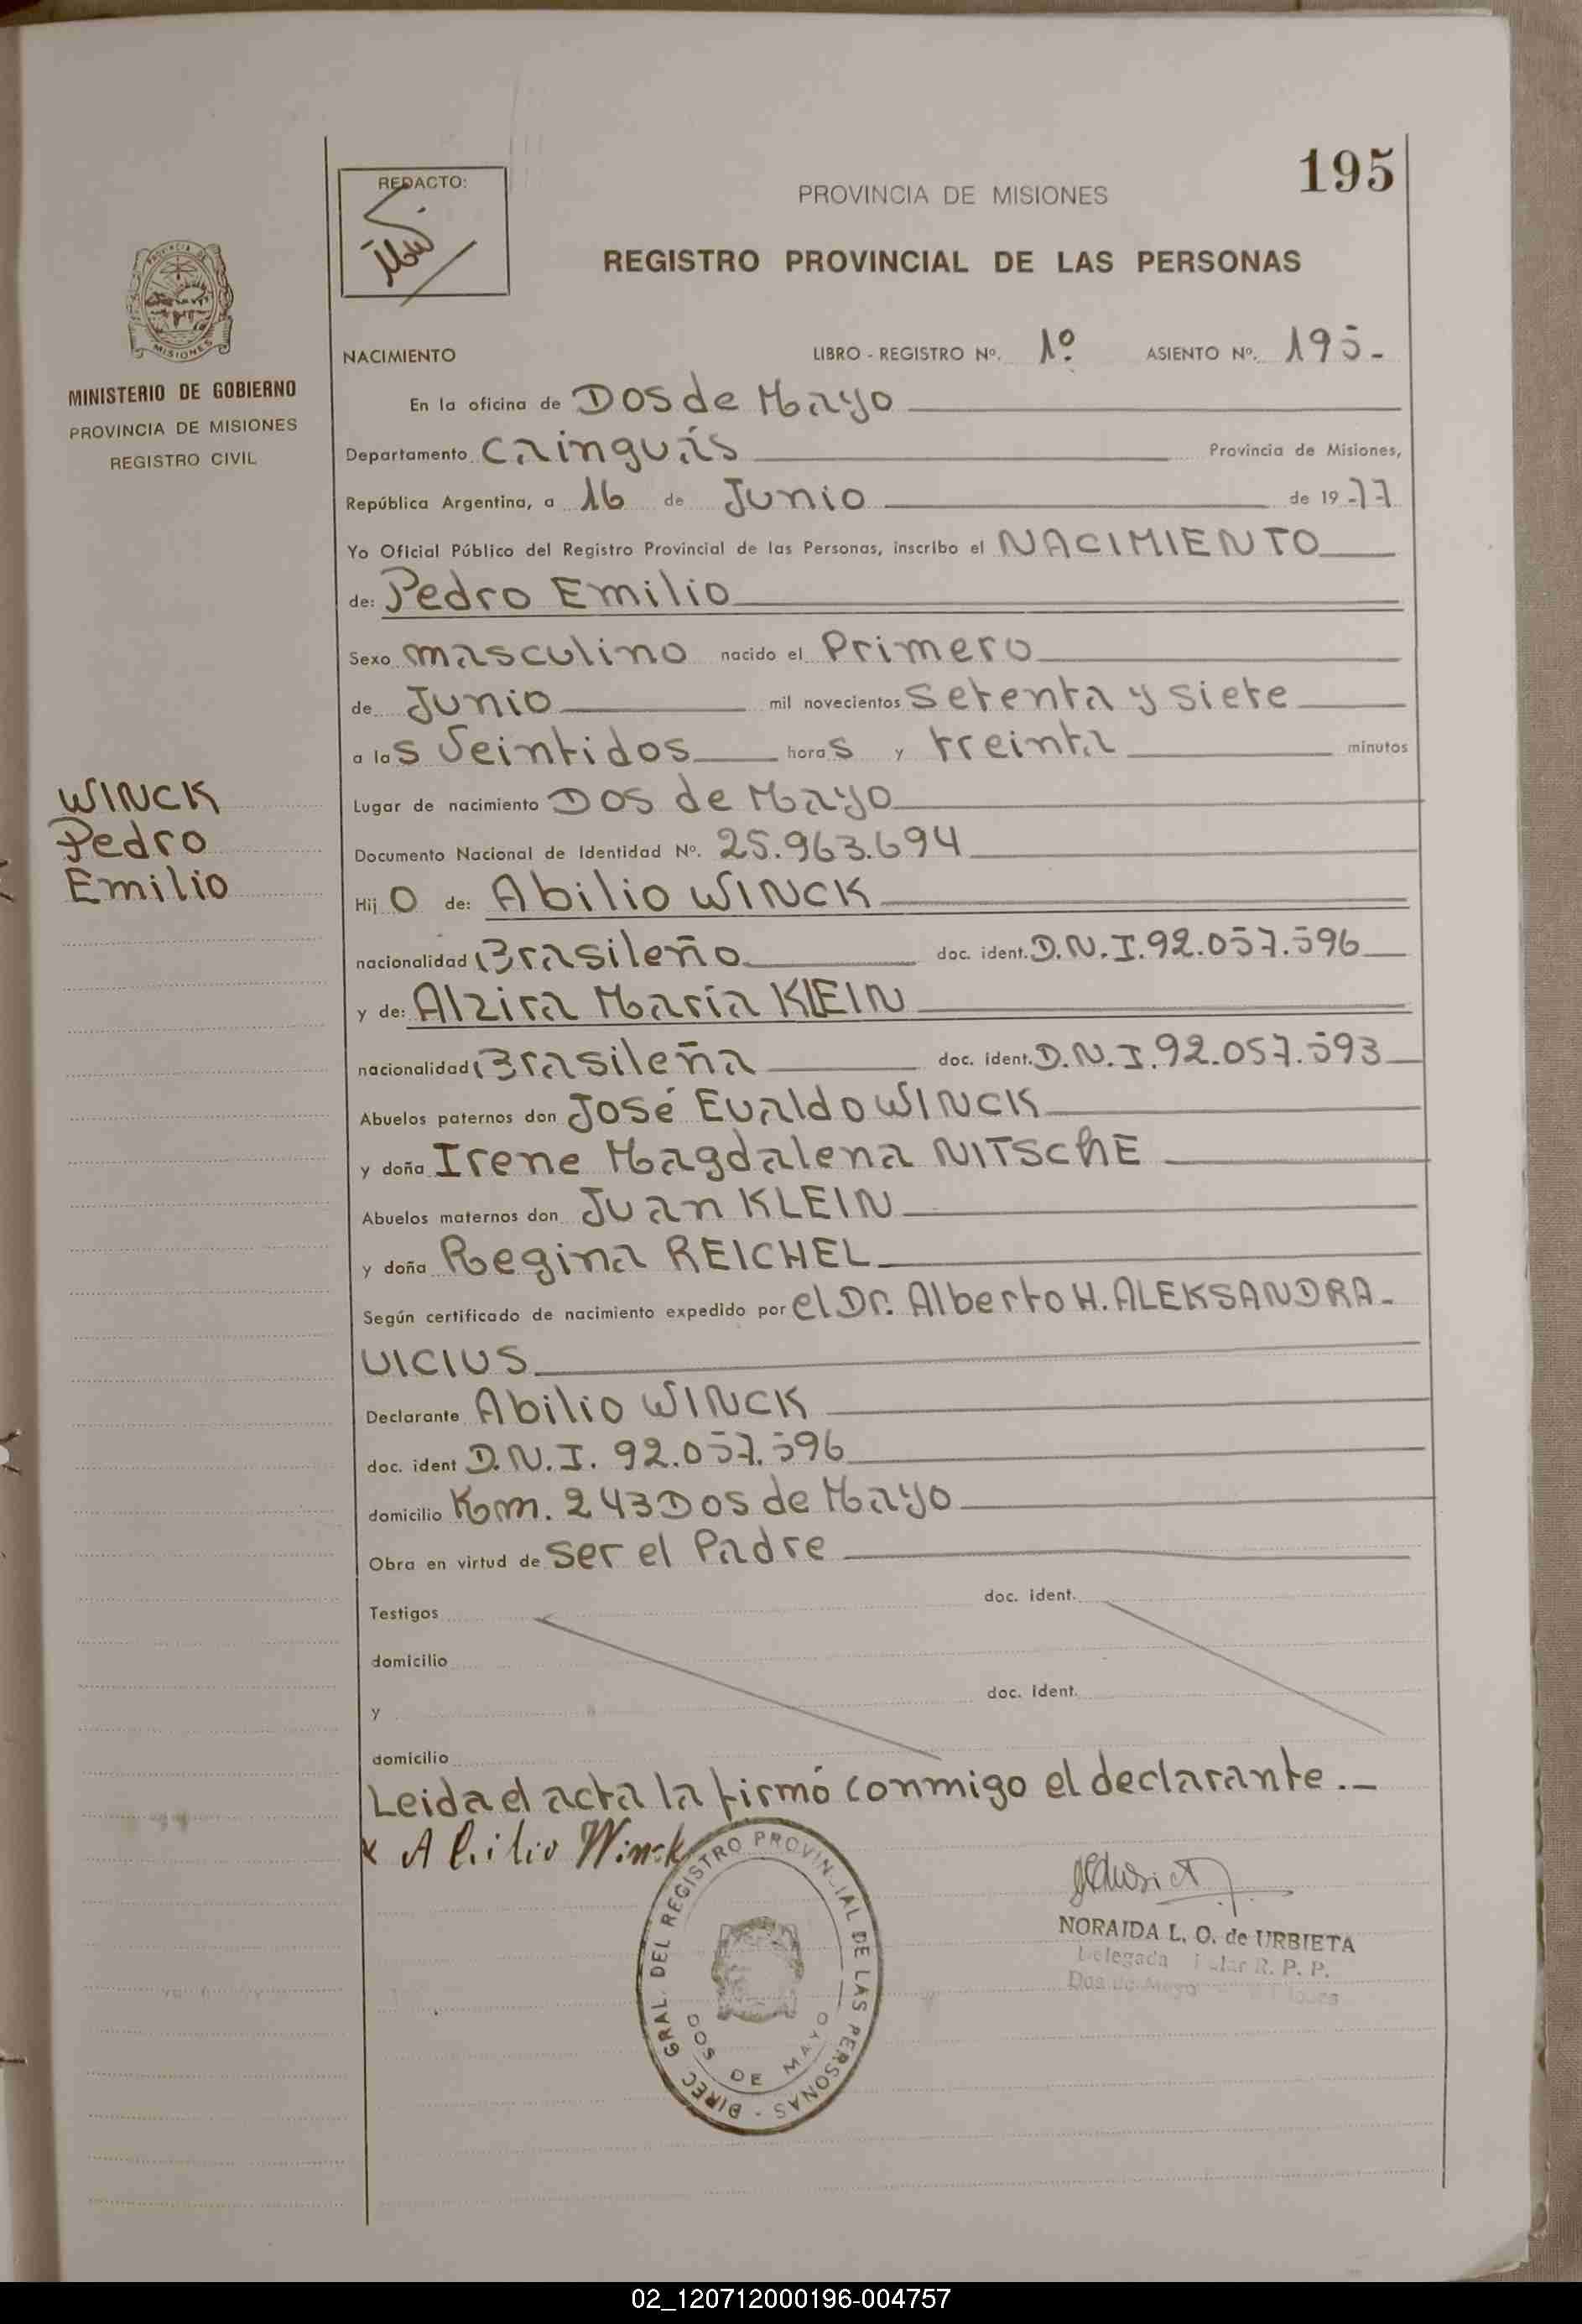 195
REDACTO:
PROVINCIA DE MISIONES
REGISTRO PROVINCIAL DE LAS PERSONAS
PROVINCIA DE
MISIONES
MINISTERIO DE GOBIERNO
PROVINCIA DE MISIONES
REGISTRO CIVIL
WINCK
Pedro
Emilio
NACIMIENTO LIBRO - REGISTRO Nº. 1º ASIENTO Nº. 195-
En la oficina de Dos de Mayo
Departamento Cainguás Provincia de Misiones,
República Argentina, a 16 de Junio de 1977
Yo Oficial Público del Registro Provincial de las Personas, inscribo el NACIMIENTO
de: Pedro Emilio
Sexo masculino nacido el Primero
de Junio mil novecientos Setenta y siete
a las Veintidos horas y treinta minutos
Lugar de nacimiento Dos de Mayo
Documento Nacional de Identidad Nº. 25.963.694
Hijo de: Abilio WINCK
nacionalidad Brasileño doc. ident. D.N.I. 92.057.596
y de: Alzira María KLEIN
nacionalidad Brasileña doc. ident. D.N.I. 92.057.593
Abuelos paternos don José Evaldo WINCK
y doña Irene Magdalena NITSChE
Abuelos maternos don Juan KLEIN
y doña Regina REICHEL
Según certificado de nacimiento expedido por el Dr. Alberto H. ALEKSANDRA-
VICIUS
Declarante Abilio WINCK
doc. ident D.N.I. 92.057.596
domicilio Km. 243 Dos de Mayo
Obra en virtud de ser el Padre
Testigos doc. ident.
domicilio
y doc. ident.
domicilio
Leida el acta la firmó conmigo el declarante.-
x Abilio Winck
DIREC. GRAL. DEL REGISTRO PROVINCIAL DE LAS PERSONAS -
DOS DE MAYO
NORAIDA L. O. de URBIETA
Delegada R. P. P.
Dos de Mayo
02_120712000196-004757